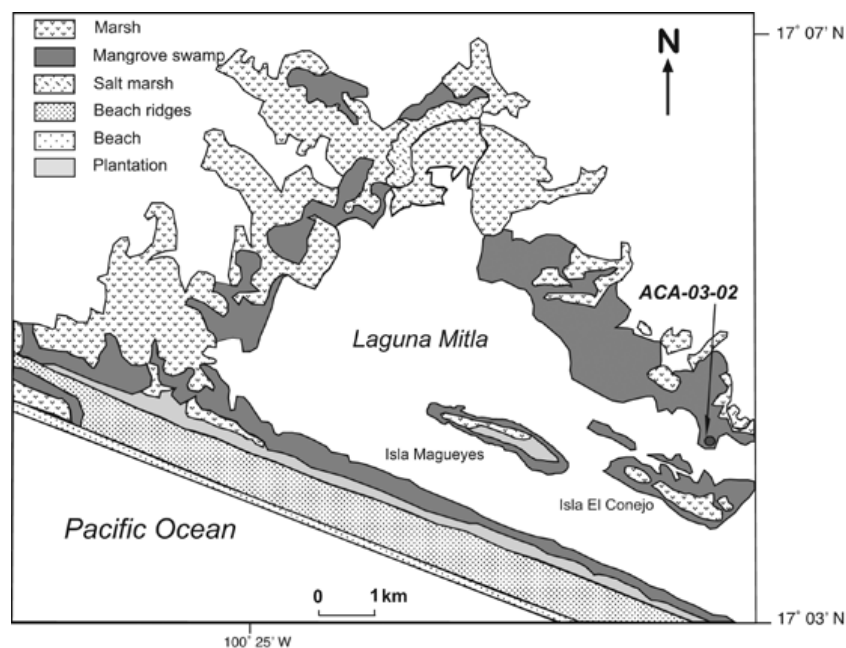 Marsh
Mangrove swamp
Salt marsh
Beach ridges
Beach
Plantation
N
17° 07' N
ACA-03-02
Laguna Mitla
Isla Magueyes
Isla El Conejo
Pacific Ocean
0 1 km
17° 03' N
100° 25' W